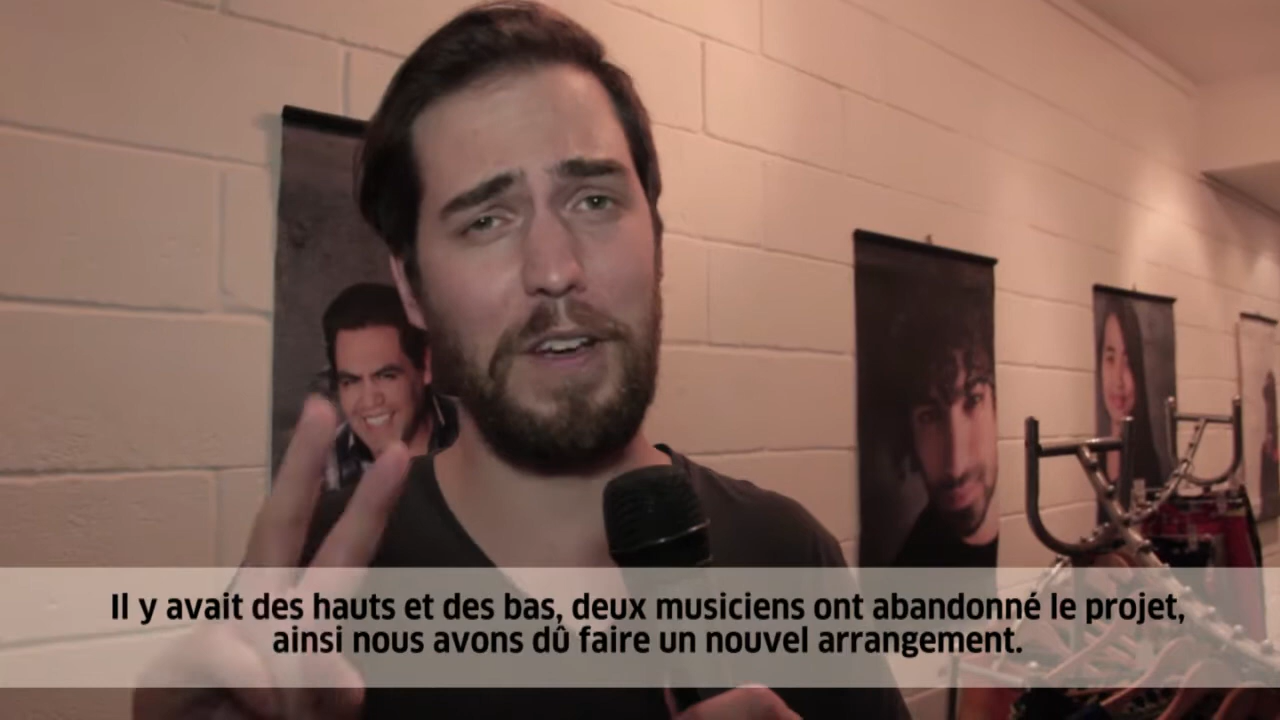 Il y avait des hauts et des bas, deux musiciens ont abandonné le projet,
ainsi nous avons dû faire un nouvel arrangement.